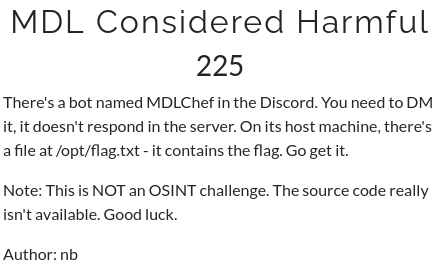 MDL Considered Harmful
225
There's a bot named MDLChef in the Discord. You need to DM
it, it doesn't respond in the server. On its host machine, there's
a file at /opt/flag.txt - it contains the flag. Go get it.
Note: This is NOT an OSINT challenge. The source code really
isn't available. Good luck.
Author: nb